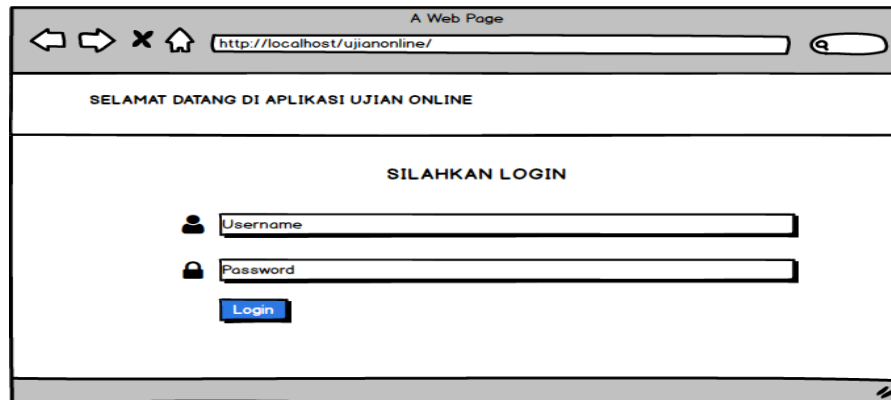 A Web Page
http://localhost/ujianonline/
SELAMAT DATANG DI APLIKASI UJIAN ONLINE
SILAHKAN LOGIN
Username
Password
Login